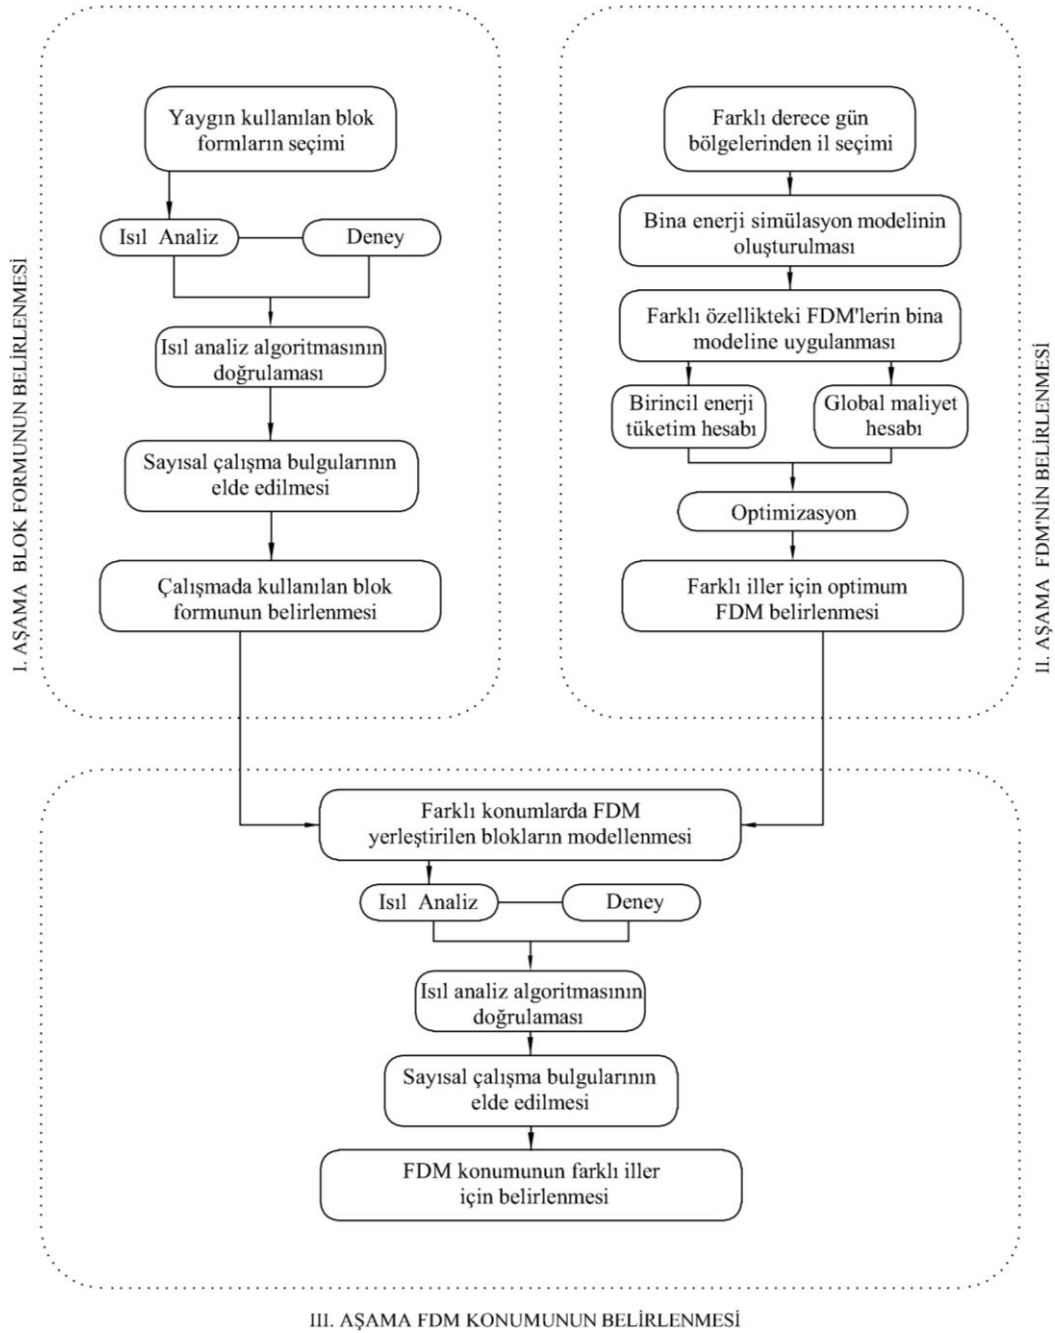 I. AŞAMA BLOK FORMUNUN BELİRLENMESİ
Yaygın kullanılan blok
formların seçimi
Isıl Analiz
Deney
Isıl analiz algoritmasının
doğrulaması
Sayısal çalışma bulgularının
elde edilmesi
Çalışmada kullanılan blok
formunun belirlenmesi
II. AŞAMA FDM'NİN BELİRLENMESİ
Farklı derece gün
bölgelerinden il seçimi
Bina enerji simülasyon modelinin
oluşturulması
Farklı özellikteki FDM'lerin bina
modeline uygulanması
Birincil enerji
tüketim hesabı
Global maliyet
hesabı
Optimizasyon
Farklı iller için optimum
FDM belirlenmesi
Farklı konumlarda FDM
yerleştirilen blokların modellenmesi
Isıl Analiz
Deney
Isıl analiz algoritmasının
doğrulaması
Sayısal çalışma bulgularının
elde edilmesi
FDM konumunun farklı iller
için belirlenmesi
III. AŞAMA FDM KONUMUNUN BELİRLENMESİ